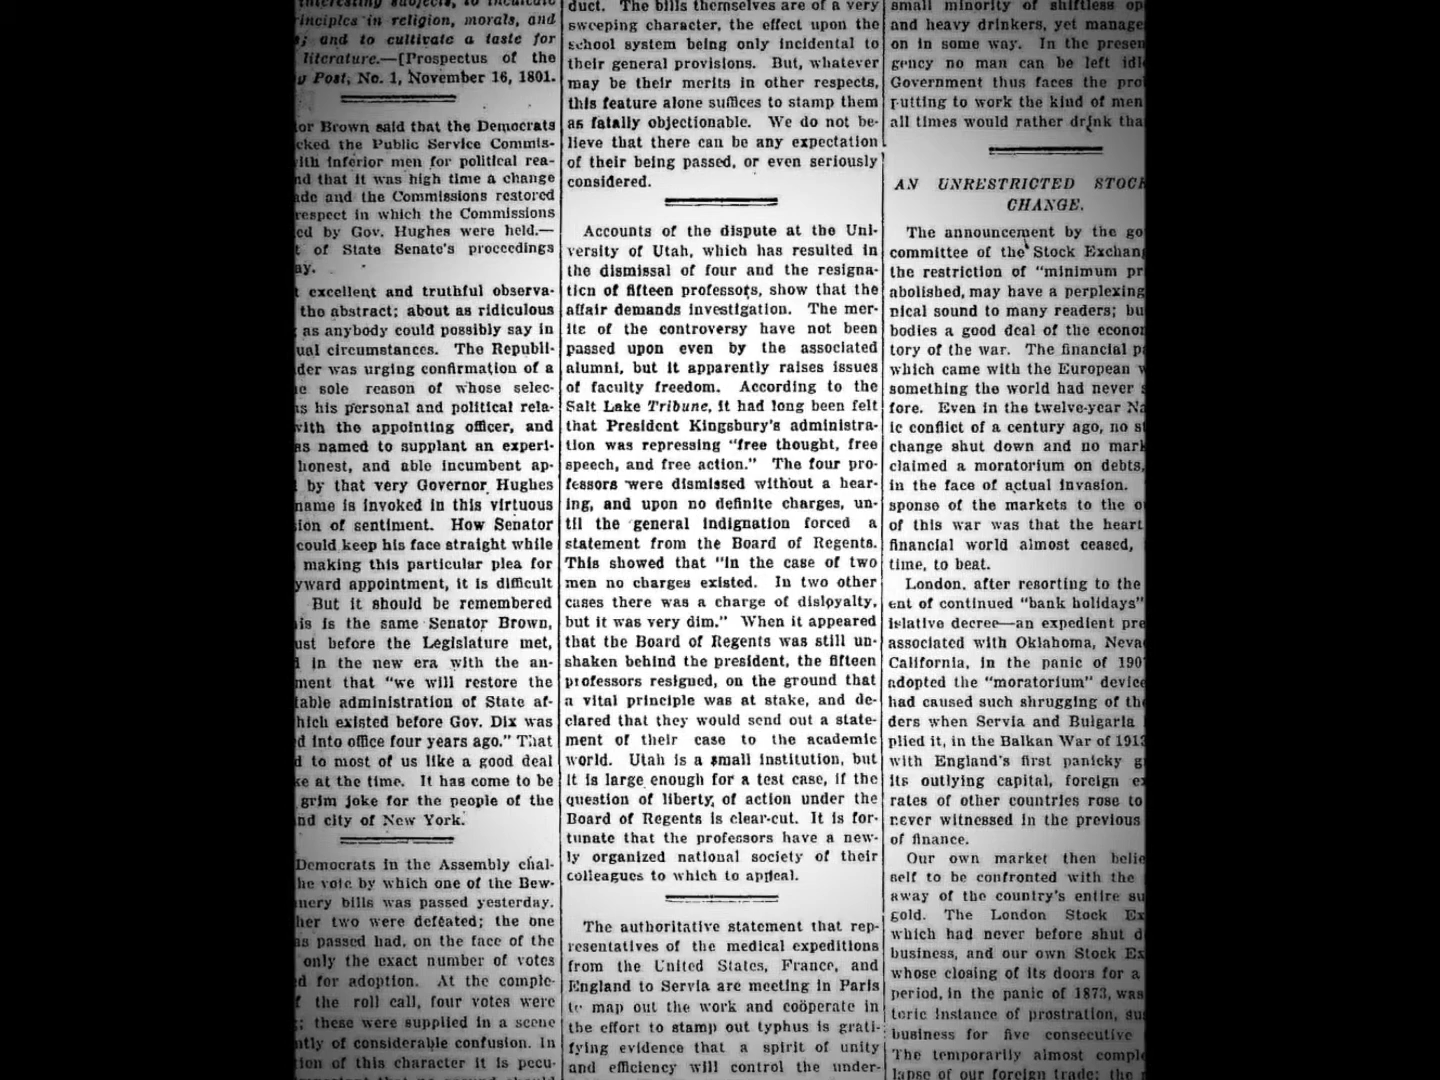 interesting subjects, to inculcate
rinciples in religion, morals, and
; and to cultivate a taste for
literature.—[Prospectus of the
Post, No. 1, November 16, 1801.
or Brown said that the Democrats
cked the Public Service Commis-
ith inferior men for political rea-
nd that it was high time a change
ade and the Commissions restored
respect in which the Commissions
ed by Gov. Hughes were held.—
t of State Senate's proceedings
ay.
t excellent and truthful observa-
the abstract; about as ridiculous
as anybody could possibly say in
ual circumstances. The Republi-
der was urging confirmation of a
e sole reason of whose selec-
as his personal and political rela-
with the appointing officer, and
as named to supplant an experi-
honest, and able incumbent ap-
by that very Governor Hughes
name is invoked in this virtuous
ion of sentiment. How Senator
could keep his face straight while
making this particular plea for
yward appointment, it is difficult
But it should be remembered
is is the same Senator Brown,
ust before the Legislature met,
d in the new era with the an-
ment that "we will restore the
table administration of State af-
hich existed before Gov. Dix was
d into office four years ago." That
d to most of us like a good deal
ke at the time. It has come to be
grim joke for the people of the
nd city of New York.
Democrats in the Assembly chal-
he vote by which one of the Bew-
inery bills was passed yesterday.
her two were defeated; the one
as passed had, on the face of the
only the exact number of votes
d for adoption. At the comple-
f the roll call, four votes were
; these were supplied in a scene
ntly of considerable confusion. In
ion of this character it is pecu-
duct. The bills themselves are of a very
sweeping character, the effect upon the
school system being only incidental to
their general provisions. But, whatever
may be their merits in other respects,
this feature alone suffices to stamp them
as fatally objectionable. We do not be-
lieve that there can be any expectation
of their being passed, or even seriously
considered.
Accounts of the dispute at the Uni-
versity of Utah, which has resulted in
the dismissal of four and the resigna-
tion of fifteen professors, show that the
affair demands investigation. The mer-
its of the controversy have not been
passed upon even by the associated
alumni, but it apparently raises issues
of faculty freedom. According to the
Salt Lake Tribune, it had long been felt
that President Kingsbury's administra-
tion was repressing "free thought, free
speech, and free action." The four pro-
fessors were dismissed without a hear-
ing, and upon no definite charges, un-
til the general indignation forced a
statement from the Board of Regents.
This showed that "in the case of two
men no charges existed. In two other
cases there was a charge of disloyalty,
but it was very dim." When it appeared
that the Board of Regents was still un-
shaken behind the president, the fifteen
professors resigned, on the ground that
a vital principle was at stake, and de-
clared that they would send out a state-
ment of their case to the academic
world. Utah is a small institution, but
it is large enough for a test case, if the
question of liberty of action under the
Board of Regents is clear-cut. It is for-
tunate that the professors have a new-
ly organized national society of their
colleagues to which to appeal.
The authoritative statement that rep-
resentatives of the medical expeditions
from the United States, France, and
England to Servia are meeting in Paris
to map out the work and coöperate in
the effort to stamp out typhus is grati-
fying evidence that a spirit of unity
and efficiency will control the under-
small minority of shiftless op
and heavy drinkers, yet manage
on in some way. In the presen
gency no man can be left idl
Government thus faces the pro
putting to work the kind of men
all times would rather drink tha
AN UNRESTRICTED STOCK
CHANGE.
The announcement by the go
committee of the Stock Exchan
the restriction of "minimum pr
abolished, may have a perplexing
nical sound to many readers; bu
bodies a good deal of the econo
tory of the war. The financial p
which came with the European w
something the world had never s
fore. Even in the twelve-year Na
ic conflict of a century ago, no s
change shut down and no mar
claimed a moratorium on debts,
in the face of actual invasion.
sponse of the markets to the o
of this war was that the heart
financial world almost ceased,
time, to beat.
London, after resorting to the
ent of continued "bank holidays"
islative decree—an expedient pre
associated with Oklahoma, Neva
California, in the panic of 190
adopted the "moratorium" device
had caused such shrugging of th
ders when Servia and Bulgaria
plied it, in the Balkan War of 1912
with England's first panicky g
its outlying capital, foreign e
rates of other countries rose to
never witnessed in the previous
of finance.
Our own market then belie
self to be confronted with the
away of the country's entire su
gold. The London Stock Ex
which had never before shut d
business, and our own Stock Ex
whose closing of its doors for a
period, in the panic of 1873, was
toric instance of prostration, su
business for five consecutive
The temporarily almost compl
lapse of our foreign trade; the